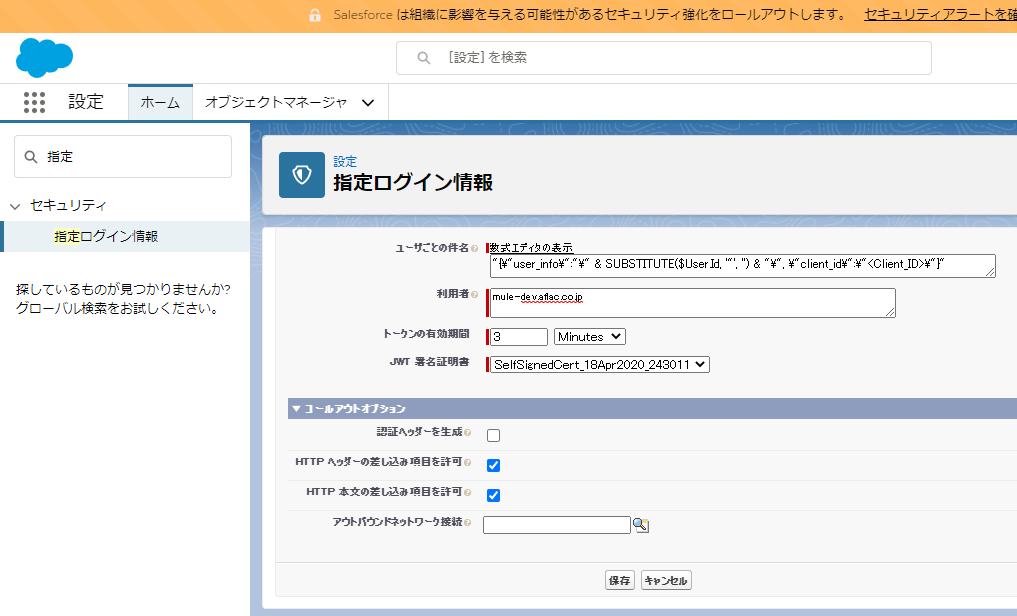 Salesforce は組織に影響を与える可能性があるセキュリティ強化をロールアウトします。 セキュリティアラートを確
[設定] を検索
設定 ホーム オブジェクトマネージャ
指定
セキュリティ
指定ログイン情報
探しているものが見つかりませんか?
グローバル検索をお試しください。
設定
指定ログイン情報
ユーザごとの件名 数式エディタの表示
"{¥"user_info¥":"¥" & SUBSTITUTE($User.Id, '"', '') & "¥", ¥"client_id¥":¥"<Client_ID>¥"}"
利用者 mule-dev.aflac.co.jp
トークンの有効期間 3 Minutes
JWT 署名証明書 SelfSignedCert_18Apr2020_243011
コールアウトオプション
認証ヘッダーを生成
HTTP ヘッダーの差し込み項目を許可
HTTP 本文の差し込み項目を許可
アウトバウンドネットワーク接続
保存 キャンセル